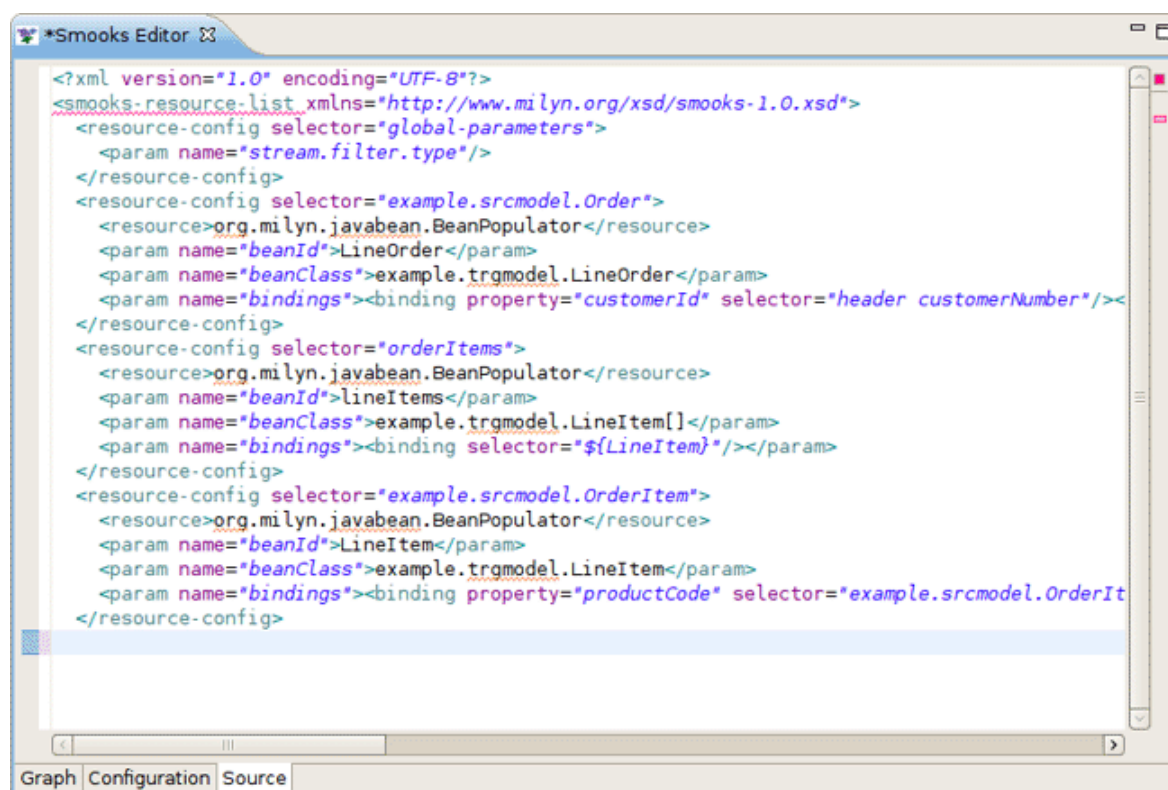 *Smooks Editor
<?xml version="1.0" encoding="UTF-8"?>
<smooks-resource-list xmlns="http://www.milyn.org/xsd/smooks-1.0.xsd">
<resource-config selector="global-parameters">
<param name="stream.filter.type"/>
</resource-config>
<resource-config selector="example.srcmodel.Order">
<resource>org.milyn.javabean.BeanPopulator</resource>
<param name="beanId">LineOrder</param>
<param name="beanClass">example.trgmodel.LineOrder</param>
<param name="bindings"><binding property="customerId" selector="header customerNumber"/><
</resource-config>
<resource-config selector="orderItems">
<resource>org.milyn.javabean.BeanPopulator</resource>
<param name="beanId">lineItems</param>
<param name="beanClass">example.trgmodel.LineItem[]</param>
<param name="bindings"><binding selector="${LineItem}"/></param>
</resource-config>
<resource-config selector="example.srcmodel.OrderItem">
<resource>org.milyn.javabean.BeanPopulator</resource>
<param name="beanId">LineItem</param>
<param name="beanClass">example.trgmodel.LineItem</param>
<param name="bindings"><binding property="productCode" selector="example.srcmodel.OrderIt
</resource-config>
Graph Configuration Source